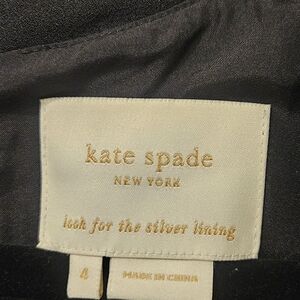 kate spade
NEW YORK
look for the silver lining
4
MADE IN CHINA